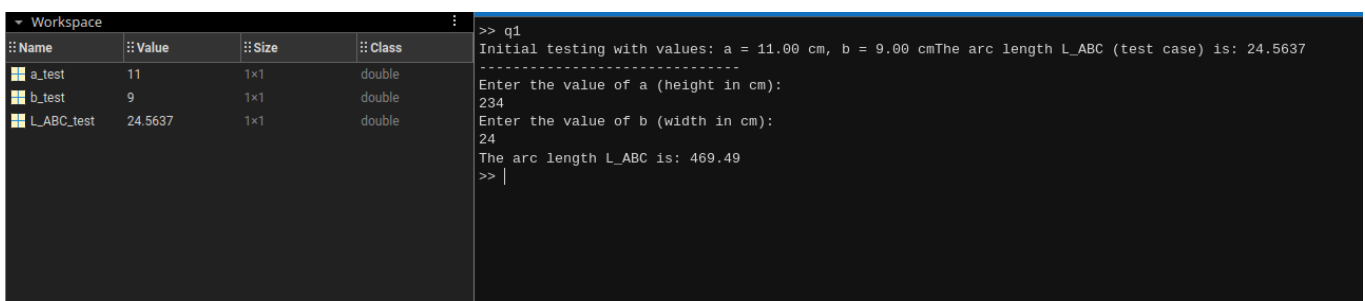 Workspace
Name Value Size Class
a_test 11 1×1 double
b_test 9 1×1 double
L_ABC_test 24.5637 1×1 double
>> q1
Initial testing with values: a = 11.00 cm, b = 9.00 cmThe arc length L_ABC (test case) is: 24.5637
-------------------------------
Enter the value of a (height in cm):
234
Enter the value of b (width in cm):
24
The arc length L_ABC is: 469.49
>>